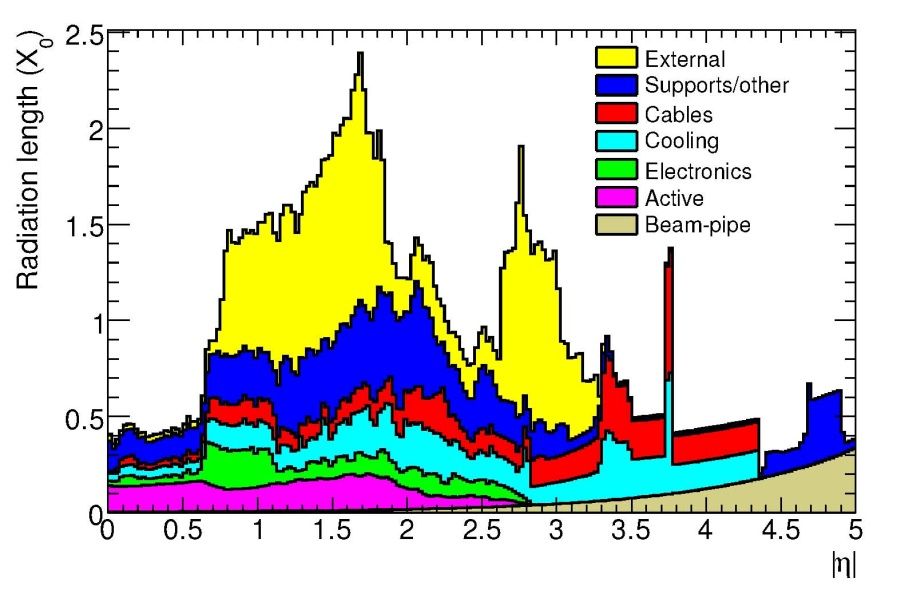 Radiation length (X0)
2.5
2
1.5
1
0.5
0
External
Supports/other
Cables
Cooling
Electronics
Active
Beam-pipe
0 0.5 1 1.5 2 2.5 3 3.5 4 4.5 5
|η|